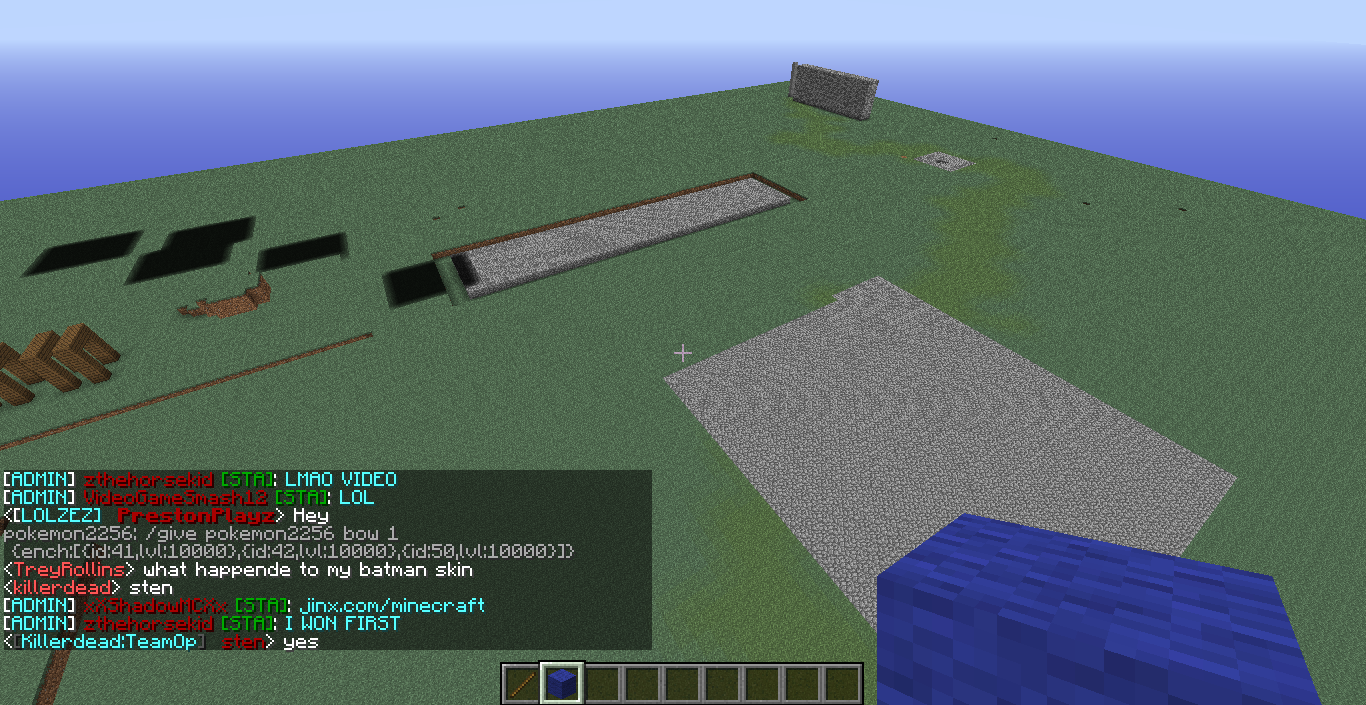 [ADMIN] zthehorsekid [STA]: LMAO VIDEO
[ADMIN] VideoGameSmash12 [STA]: LOL
<[LOLZEZ] PrestonPlayz> Hey
pokemon2256: /give pokemon2256 bow 1
{ench:[{id:41,lvl:10000},{id:42,lvl:10000},{id:50,lvl:10000}]}
<TreyRollins> what happende to my batman skin
<killerdead> sten
[ADMIN] xXShadowMCXx [STA]: jinx.com/minecraft
[ADMIN] zthehorsekid [STA]: I WON FIRST
<[Killerdead:TeamOp] sten> yes